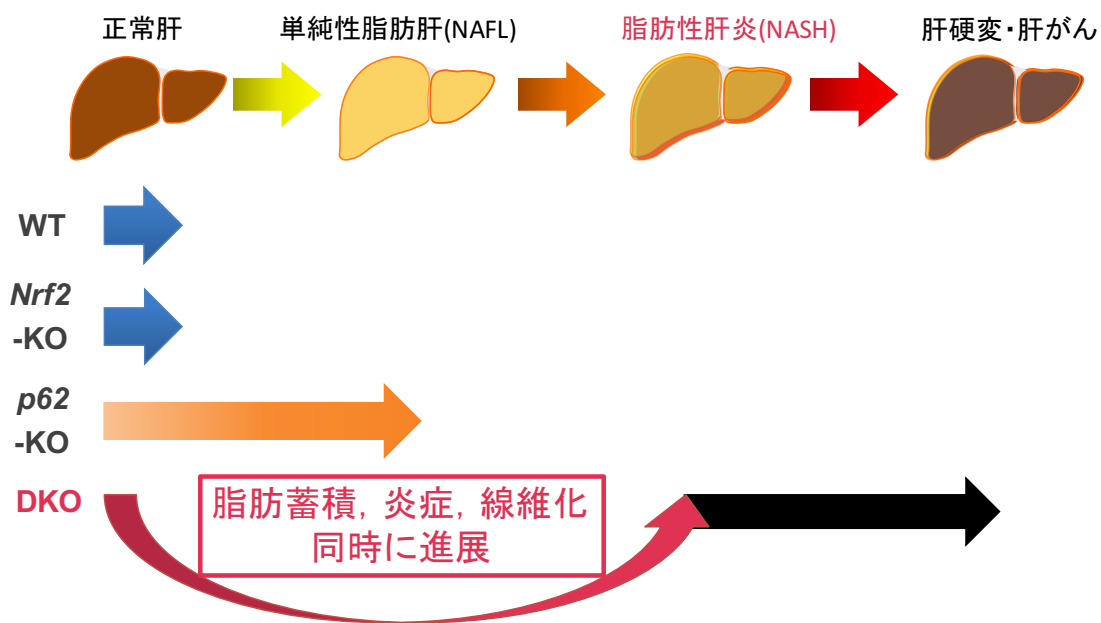 正常肝
単純性脂肪肝(NAFL)
脂肪性肝炎(NASH)
肝硬変・肝がん
WT
Nrf2
-KO
p62
-KO
DKO
脂肪蓄積, 炎症, 線維化
同時に進展